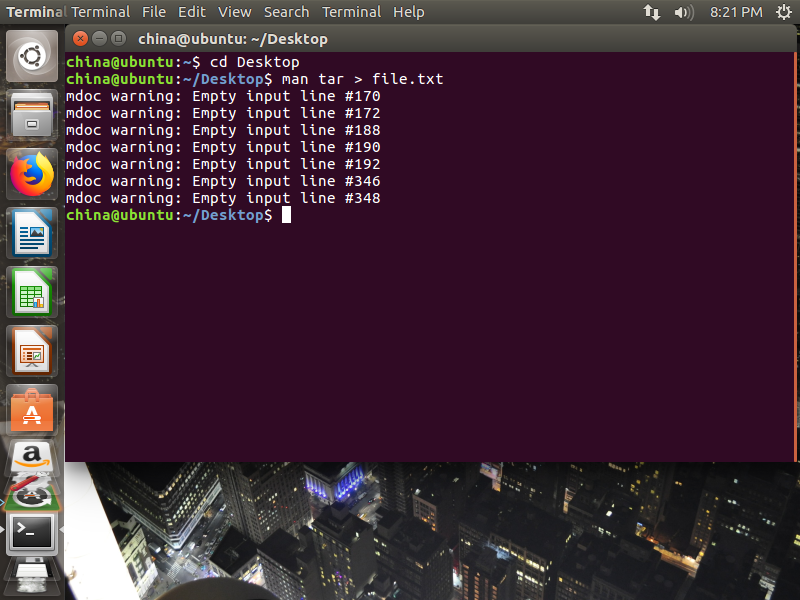 Terminal Terminal File Edit View Search Terminal Help 8:21 PM
china@ubuntu: ~/Desktop
china@ubuntu:~$ cd Desktop
china@ubuntu:~/Desktop$ man tar > file.txt
mdoc warning: Empty input line #170
mdoc warning: Empty input line #172
mdoc warning: Empty input line #188
mdoc warning: Empty input line #190
mdoc warning: Empty input line #192
mdoc warning: Empty input line #346
mdoc warning: Empty input line #348
china@ubuntu:~/Desktop$
A
a
>_